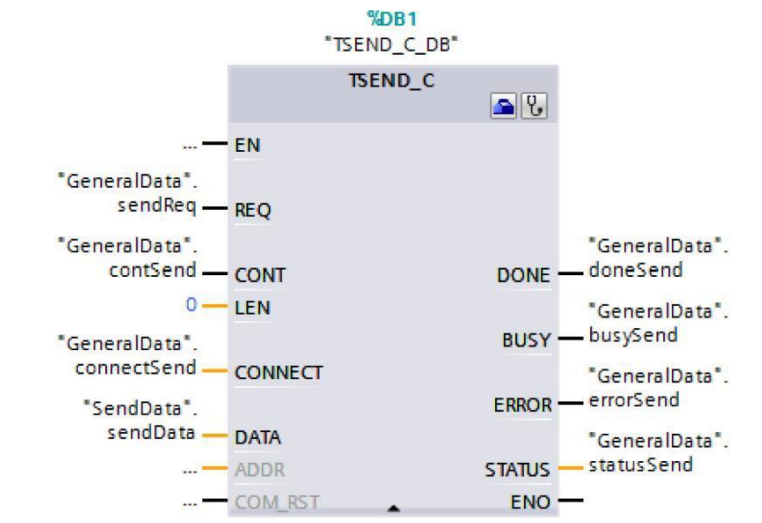 %DB1
"TSEND_C_DB"
TSEND_C
... EN
"GeneralData".
sendReq REQ
"GeneralData".
contSend CONT
0 LEN
"GeneralData".
connectSend CONNECT
"SendData".
sendData DATA
... ADDR
... COM_RST
"GeneralData".
DONE doneSend
"GeneralData".
BUSY busySend
"GeneralData".
ERROR errorSend
"GeneralData".
STATUS statusSend
ENO